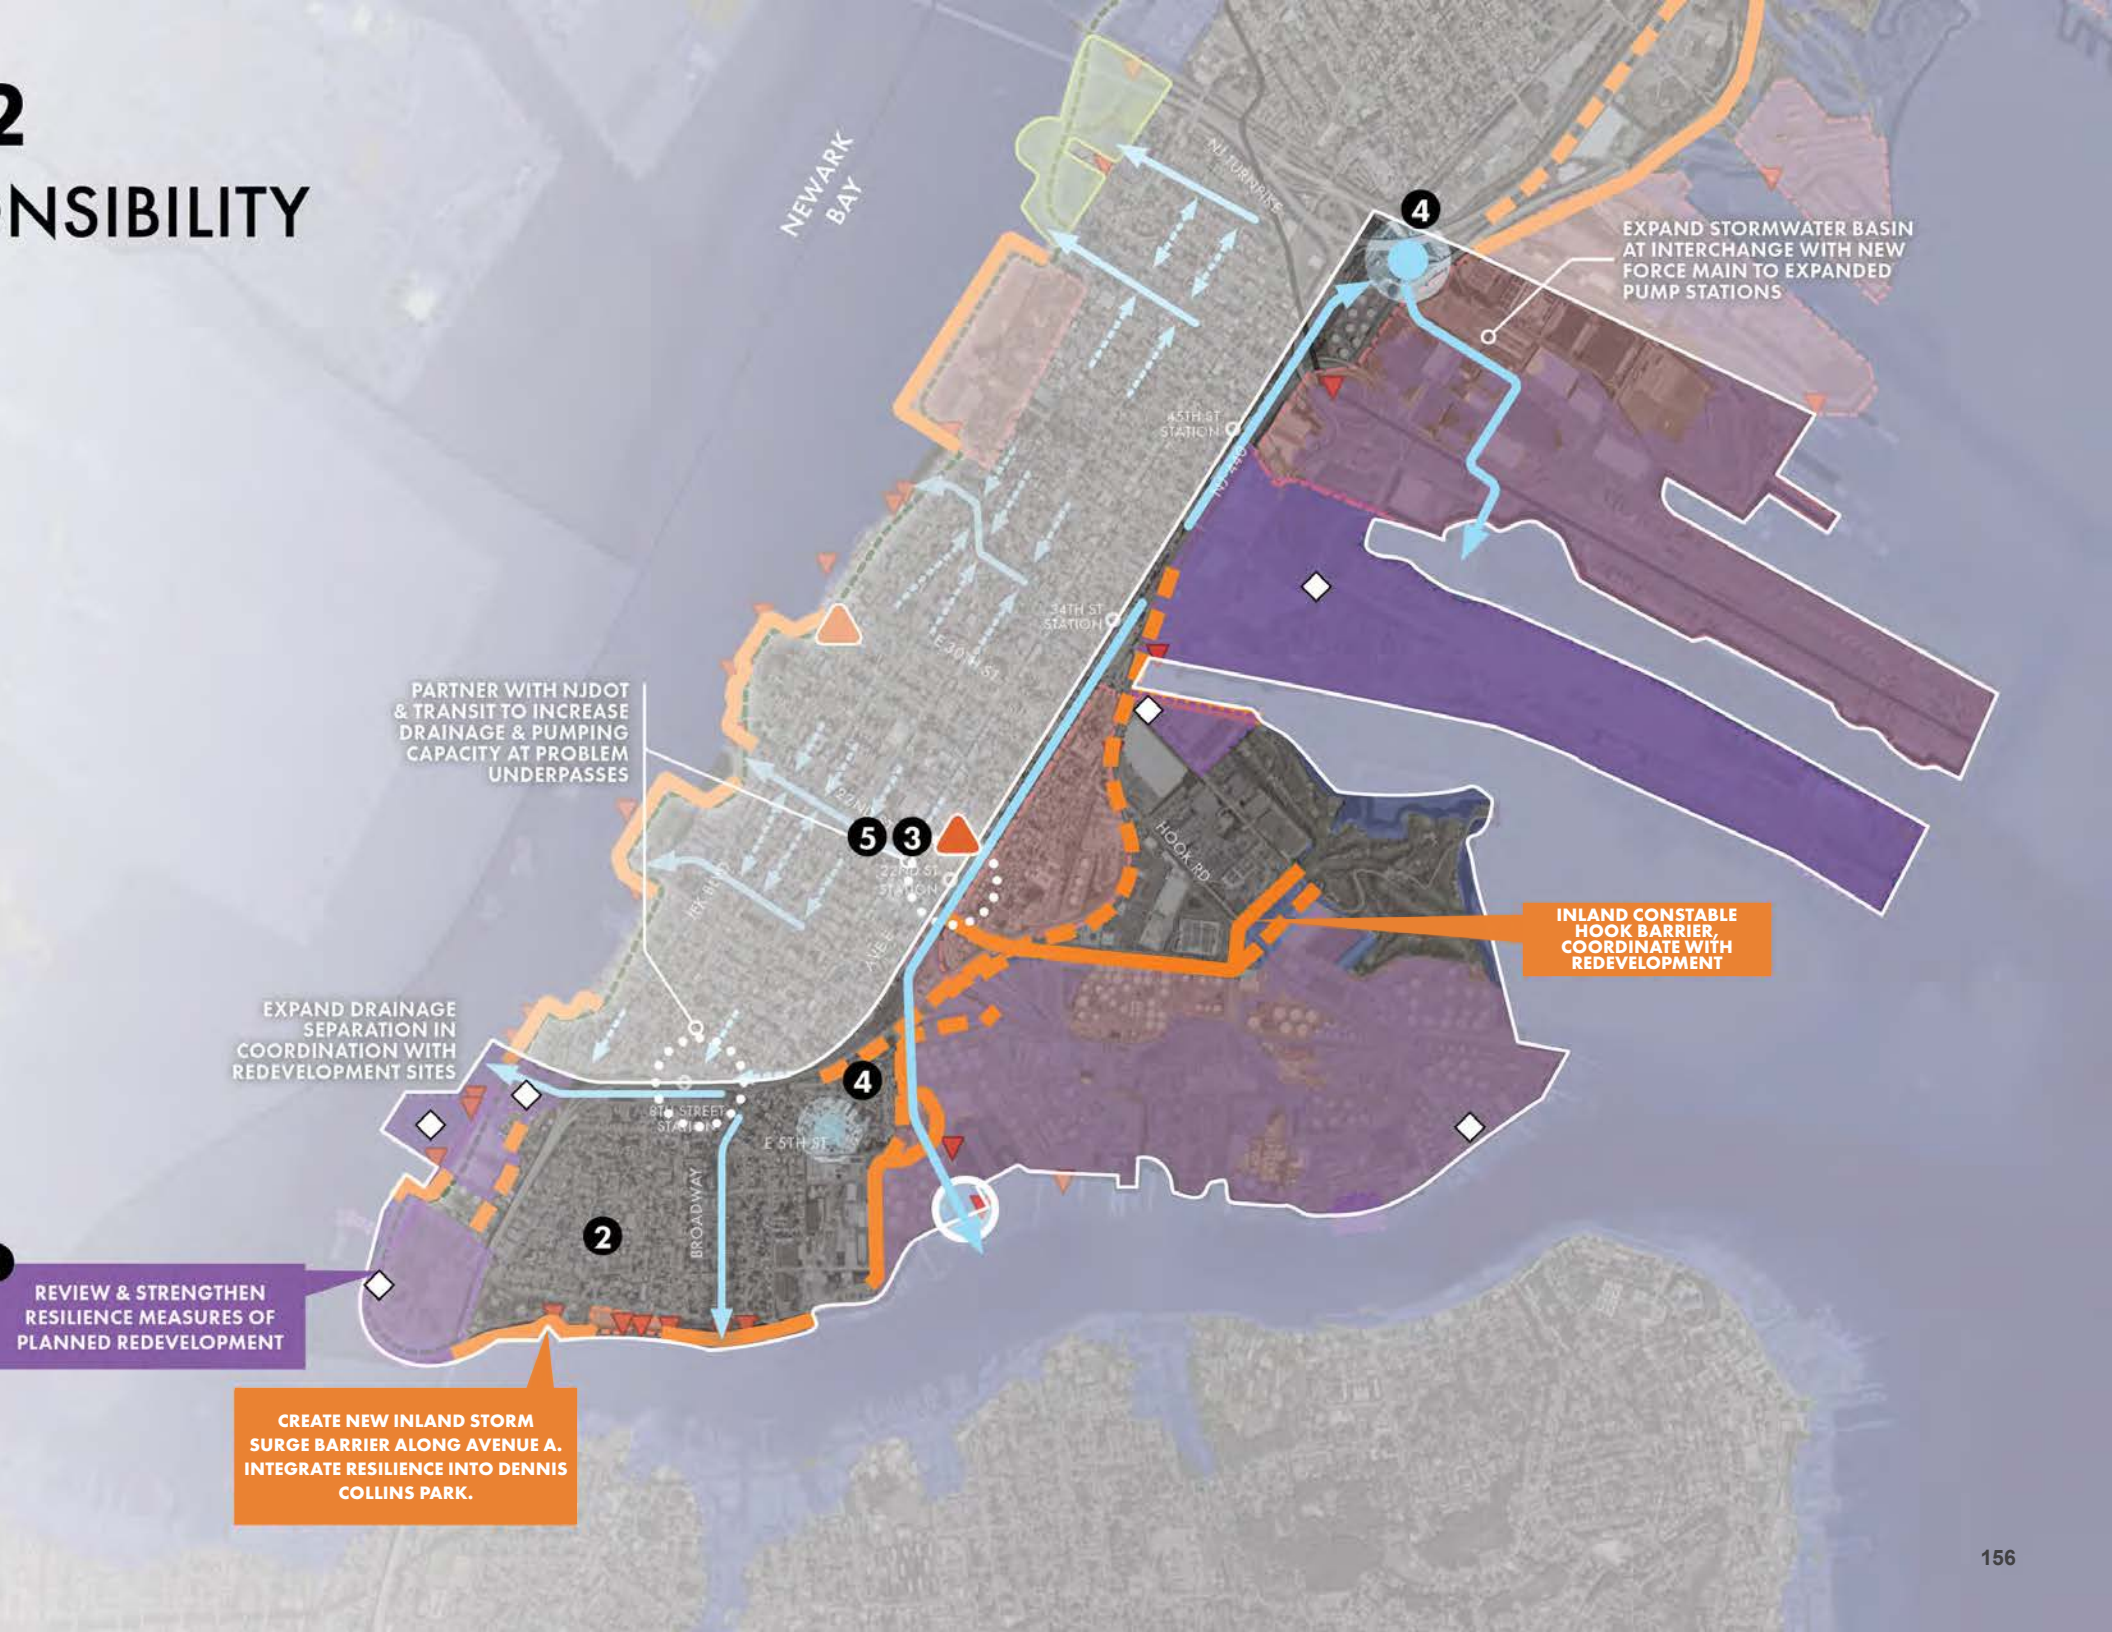 2
NSIBILITY
NEWARK
BAY
NJ TURNPIKE
4
EXPAND STORMWATER BASIN
AT INTERCHANGE WITH NEW
FORCE MAIN TO EXPANDED
PUMP STATIONS
45TH ST
STATION
NJ 440
34TH ST
STATION
E 30TH ST
PARTNER WITH NJDOT
& TRANSIT TO INCREASE
DRAINAGE & PUMPING
CAPACITY AT PROBLEM
UNDERPASSES
5 3
22ND ST
STATION
JFK BLVD
AVE E
HOOK RD
INLAND CONSTABLE
HOOK BARRIER,
COORDINATE WITH
REDEVELOPMENT
EXPAND DRAINAGE
SEPARATION IN
COORDINATION WITH
REDEVELOPMENT SITES
4
8TH STREET
STATION
E 5TH ST
BROADWAY
2
REVIEW & STRENGTHEN
RESILIENCE MEASURES OF
PLANNED REDEVELOPMENT
CREATE NEW INLAND STORM
SURGE BARRIER ALONG AVENUE A.
INTEGRATE RESILIENCE INTO DENNIS
COLLINS PARK.
156